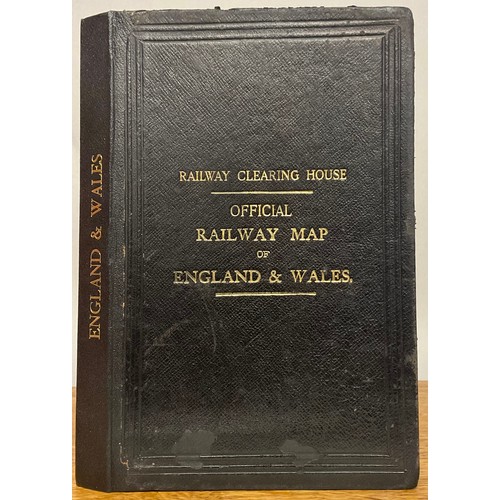 ENGLAND & WALES
RAILWAY CLEARING HOUSE
OFFICIAL
RAILWAY MAP
OF
ENGLAND & WALES.